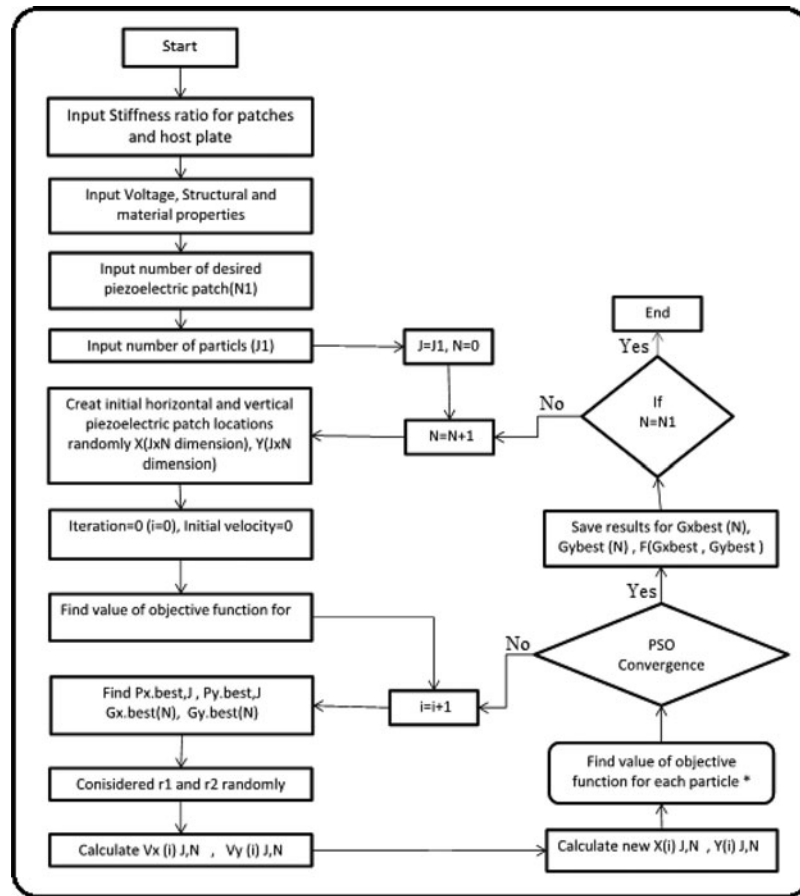 Start
Input Stiffness ratio for patches
and host plate
Input Voltage, Structural and
material properties
Input number of desired
piezoelectric patch(N1)
Input number of particls (J1)
J=J1, N=0
N=N+1
Creat initial horizontal and vertical
piezoelectric patch locations
randomly X(JxN dimension), Y(JxN
dimension)
Iteration=0 (i=0), Initial velocity=0
Find value of objective function for
i=i+1
Find Px.best,J , Py.best,J
Gx.best(N), Gy.best(N)
Conisidered r1 and r2 randomly
Calculate Vx (i) J,N , Vy (i) J,N
Calculate new X(i) J,N , Y(i) J,N
Find value of objective
function for each particle *
PSO
Convergence
No
Yes
Save results for Gxbest (N),
Gybest (N) , F(Gxbest , Gybest )
If
N=N1
No
Yes
End